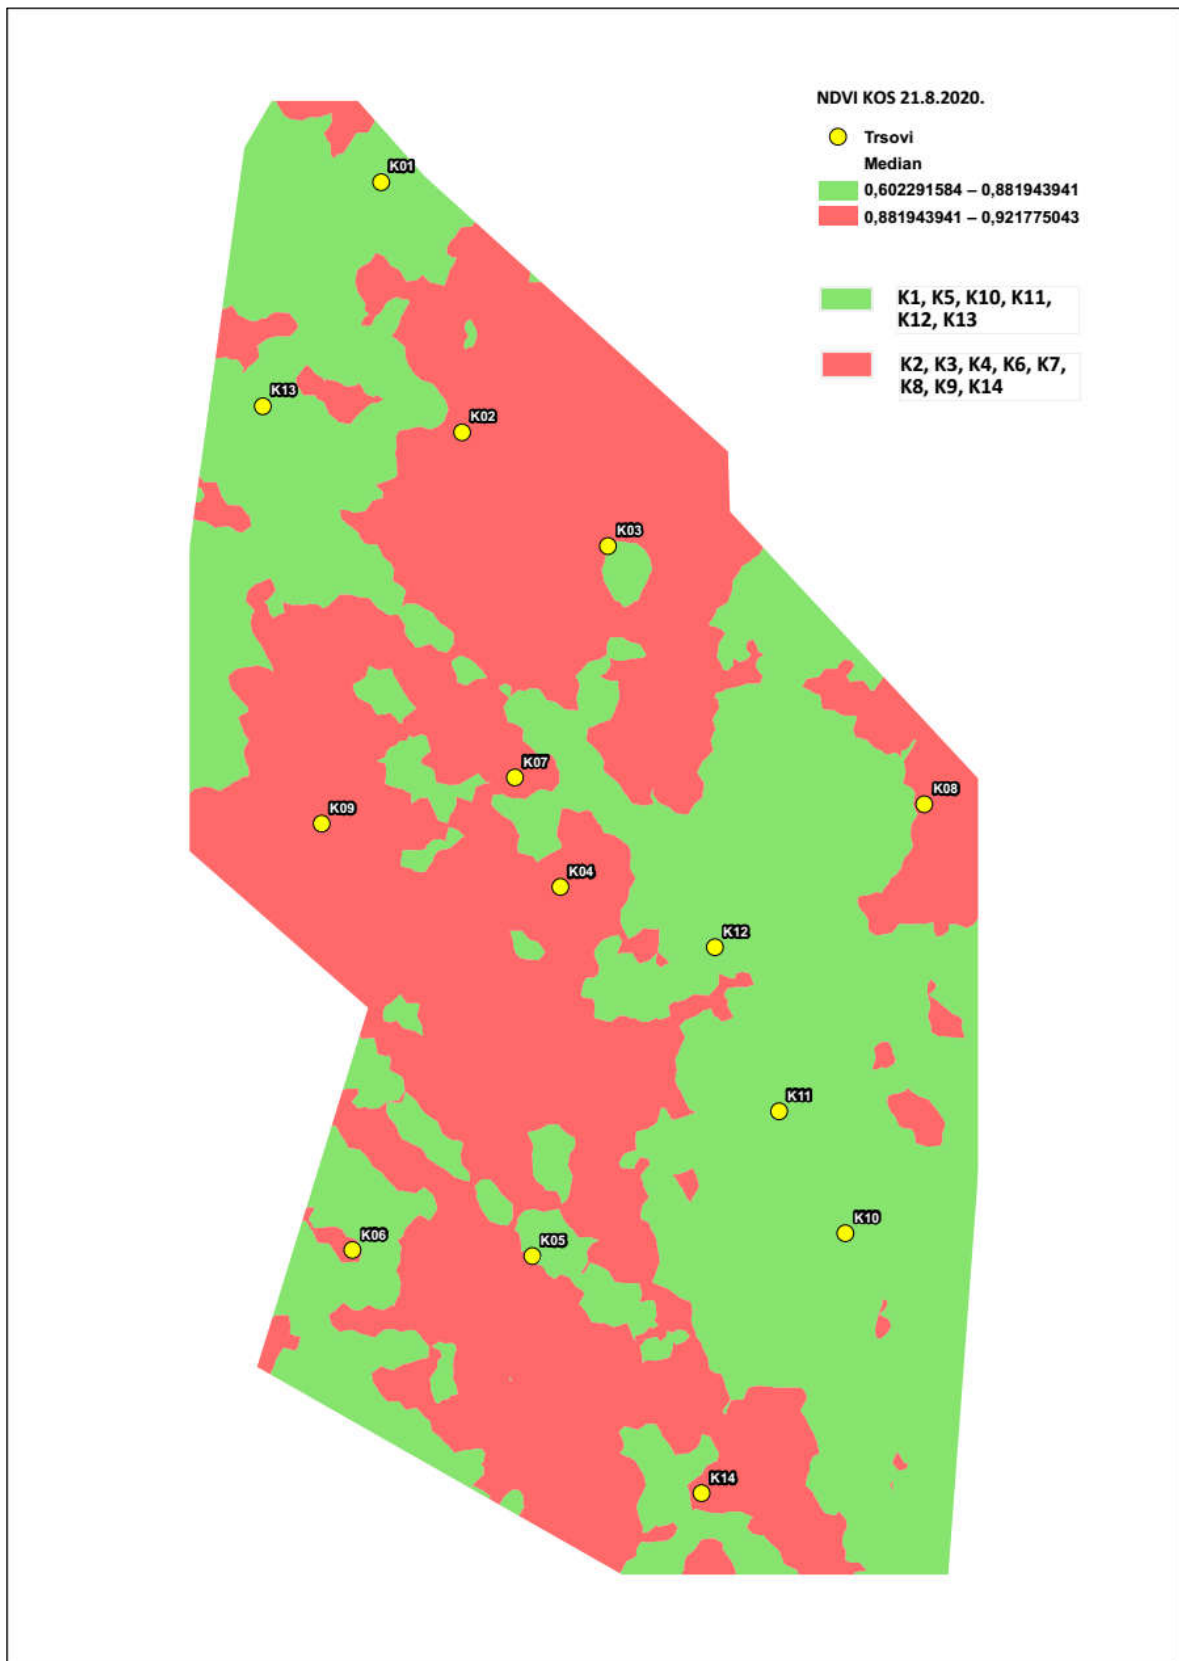 NDVI KOS 21.8.2020.
Trsovi
Median
0,602291584 – 0,881943941
0,881943941 – 0,921775043
K1, K5, K10, K11,
K12, K13
K2, K3, K4, K6, K7,
K8, K9, K14
K01
K13
K02
K03
K07
K08
K09
K04
K12
K11
K10
K06
K05
K14